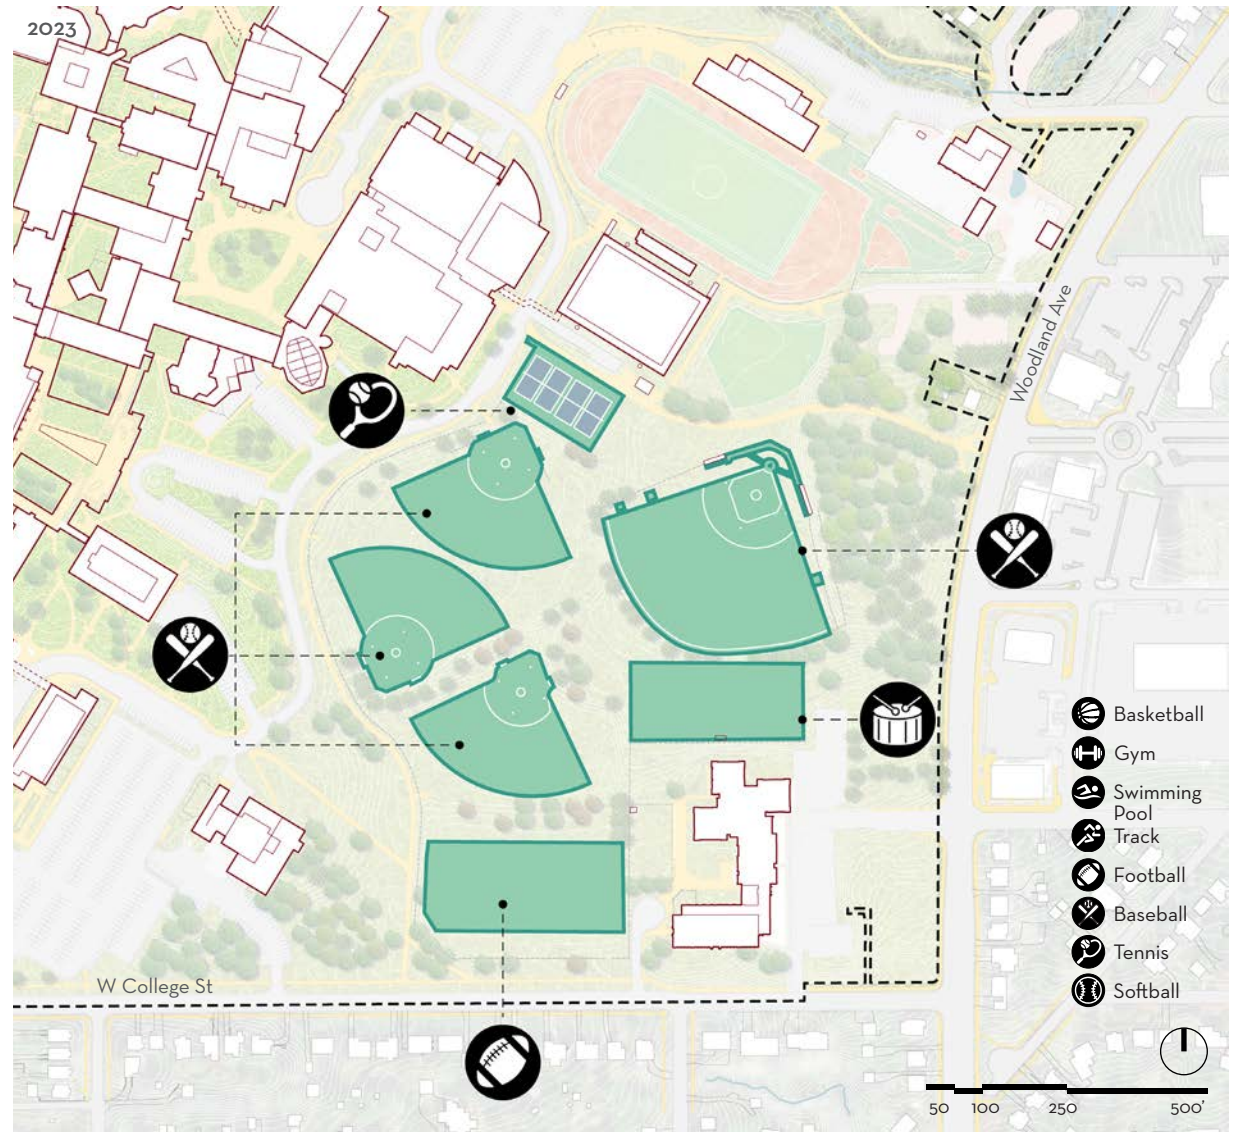 2023
Woodland Ave
Basketball
Gym
Swimming
Pool
Track
Football
Baseball
Tennis
Softball
W College St
50 100 250 500'